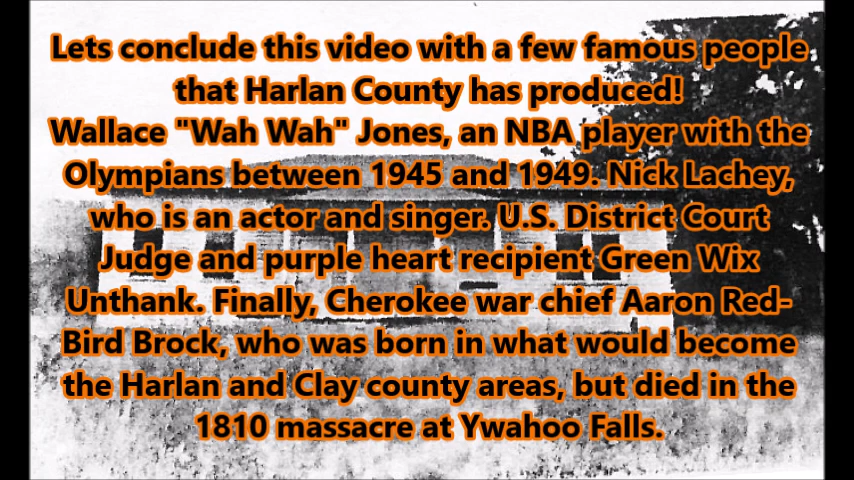 Lets conclude this video with a few famous people
that Harlan County has produced!
Wallace "Wah Wah" Jones, an NBA player with the
Olympians between 1945 and 1949. Nick Lachey,
who is an actor and singer. U.S. District Court
Judge and purple heart recipient Green Wix
Unthank. Finally, Cherokee war chief Aaron Red-
Bird Brock, who was born in what would become
the Harlan and Clay county areas, but died in the
1810 massacre at Ywahoo Falls.